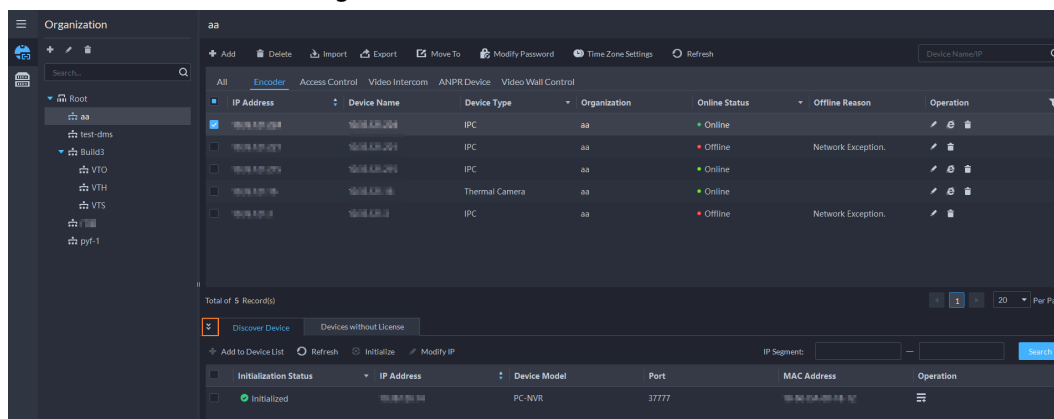 Organization
aa
Add Delete Import Export Move To Modify Password Time Zone Settings Refresh Device Name/IP
Search...
All Encoder Access Control Video Intercom ANPR Device Video Wall Control
IP Address Device Name Device Type Organization Online Status Offline Reason Operation
Root
aa
test-dms
Build3
VTO
VTH
VTS
pyf-1
IPC aa Online
IPC aa Offline Network Exception.
IPC aa Online
Thermal Camera aa Online
IPC aa Offline Network Exception.
Total of 5 Record(s) 1 20 Per Pa
Discover Device Devices without License
Add to Device List Refresh Initialize Modify IP IP Segment: — Search
Initialization Status IP Address Device Model Port MAC Address Operation
Initialized PC-NVR 37777